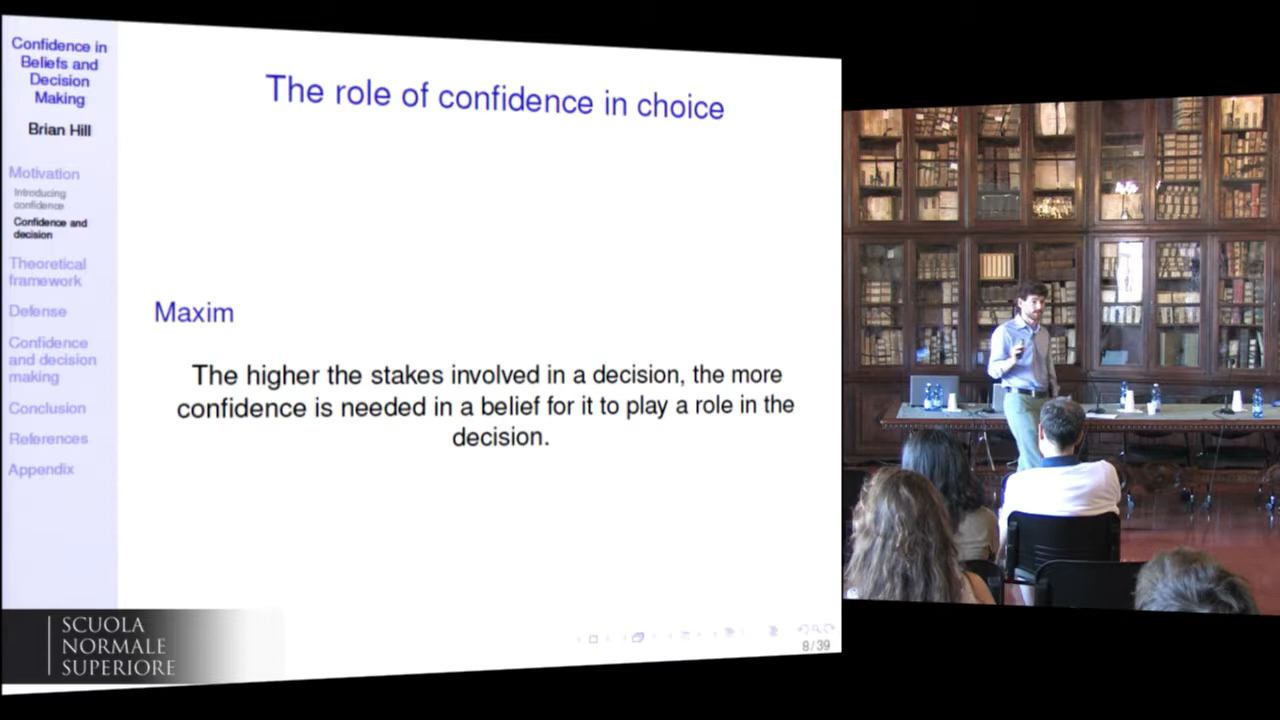 Confidence in
Beliefs and
Decision
Making
Brian Hill
Motivation
Introducing
confidence
Confidence and
decision
Theoretical
framework
Defense
Confidence
and decision
making
Conclusion
References
Appendix
The role of confidence in choice
Maxim
The higher the stakes involved in a decision, the more
confidence is needed in a belief for it to play a role in the
decision.
8/39
SCUOLA
NORMALE
SUPERIORE